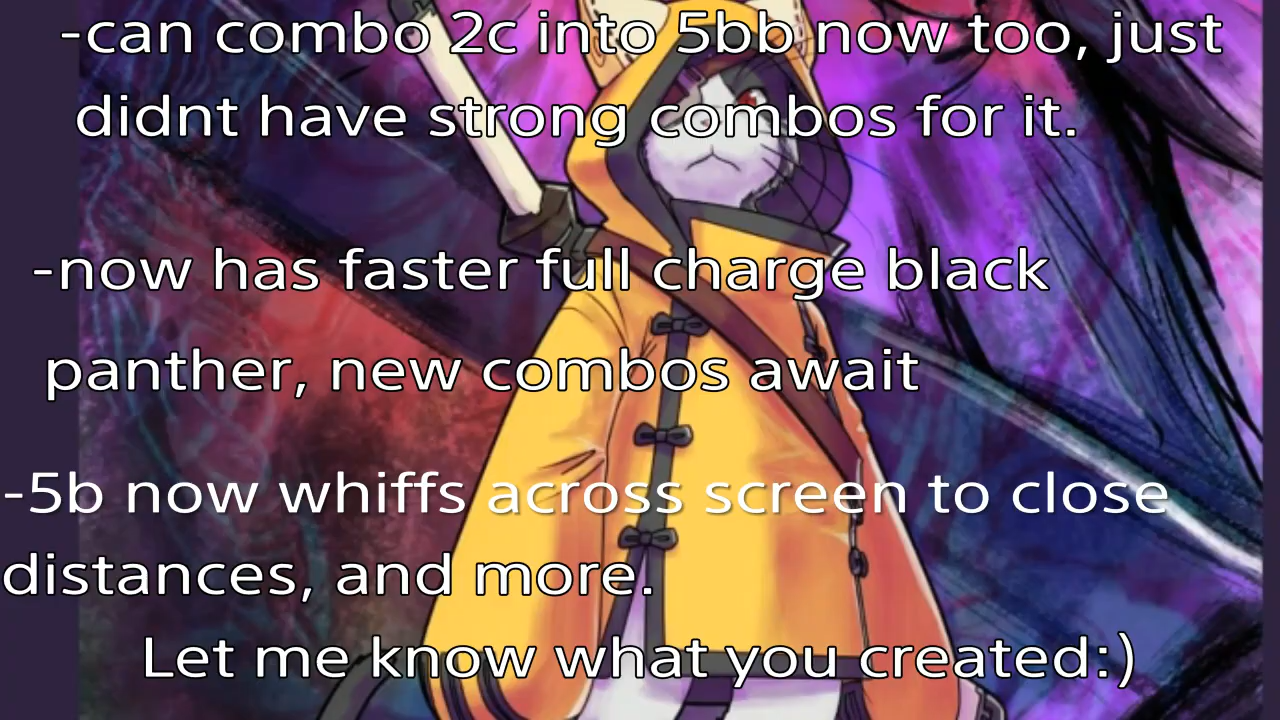 -can combo 2c into 5bb now too, just
didnt have strong combos for it.
-now has faster full charge black
panther, new combos await
-5b now whiffs across screen to close
distances, and more.
Let me know what you created:)